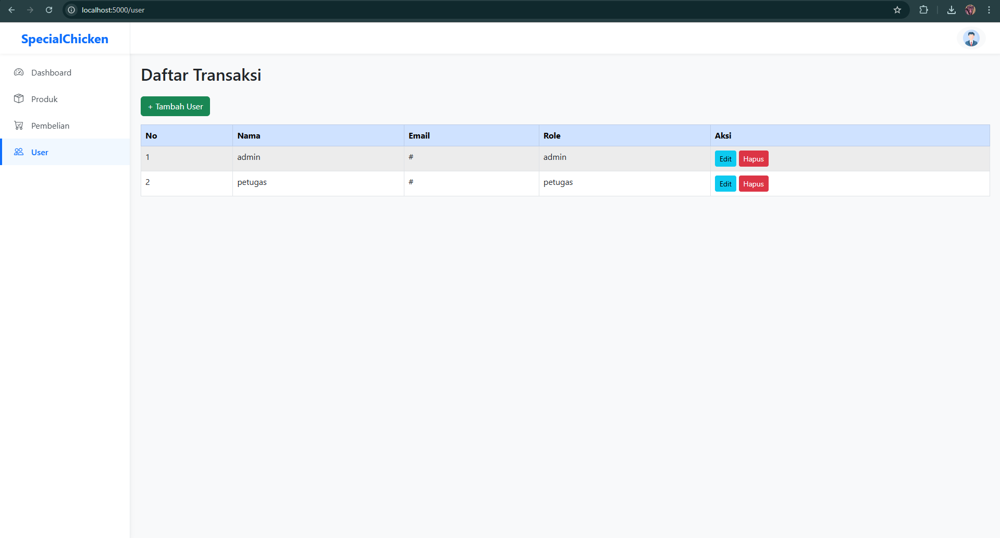 localhost:5000/user
SpecialChicken
Dashboard
Produk
Pembelian
User
Daftar Transaksi
+ Tambah User
No Nama Email Role Aksi
1 admin # admin Edit Hapus
2 petugas # petugas Edit Hapus